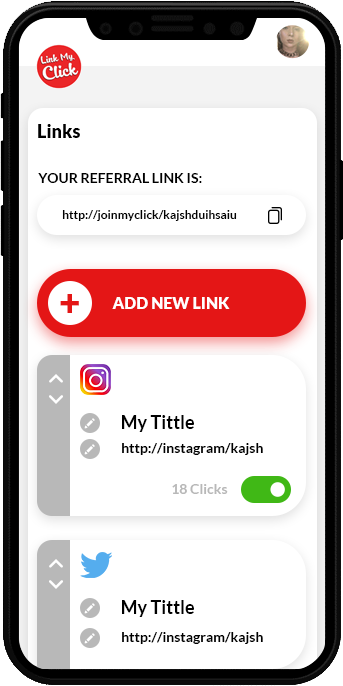 Link My
Click
Links
YOUR REFERRAL LINK IS:
http://joinmyclick/kajshduihsaiu
ADD NEW LINK
My Tittle
http://instagram/kajsh
18 Clicks
My Tittle
http://instagram/kajsh